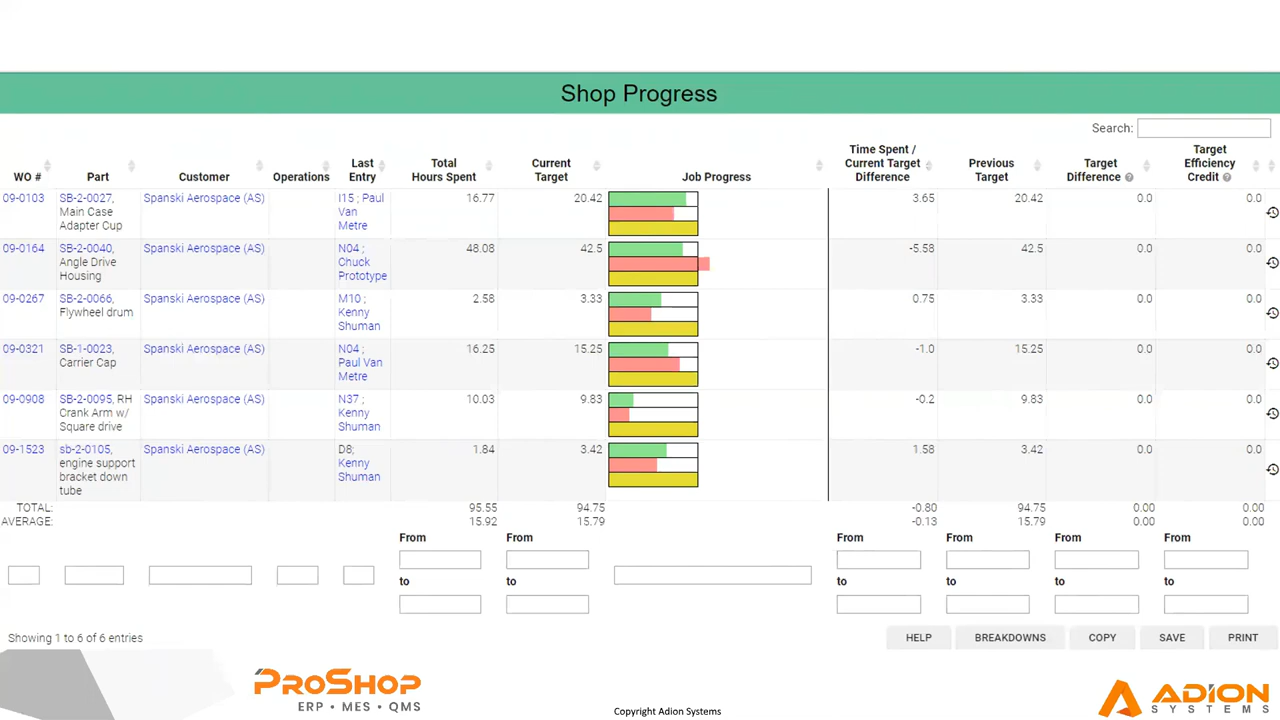 Shop Progress
Search:
WO #
Part
Customer
Operations
Last
Entry
Total
Hours Spent
Current
Target
Job Progress
Time Spent /
Current Target
Difference
Previous
Target
Target
Difference ?
Target
Efficiency
Credit ?
09-0103 SB-2-0027, Spanski Aerospace (AS) I15 ; Paul 16.77 20.42 3.65 20.42 0.0 0.0
Main Case Van
Adapter Cup Metre
09-0164 SB-2-0040, Spanski Aerospace (AS) N04 ; 48.08 42.5 -5.58 42.5 0.0 0.0
Angle Drive Chuck
Housing Prototype
09-0267 SB-2-0066, Spanski Aerospace (AS) M10 ; 2.58 3.33 0.75 3.33 0.0 0.0
Flywheel drum Kenny
Shuman
09-0321 SB-1-0023, Spanski Aerospace (AS) N04 ; 16.25 15.25 -1.0 15.25 0.0 0.0
Carrier Cap Paul Van
Metre
09-0908 SB-2-0095, RH Spanski Aerospace (AS) N37 ; 10.03 9.83 -0.2 9.83 0.0 0.0
Crank Arm w/ Kenny
Square drive Shuman
09-1523 sb-2-0105, Spanski Aerospace (AS) D8; 1.84 3.42 1.58 3.42 0.0 0.0
engine support Kenny
bracket down Shuman
tube
TOTAL: 95.55 94.75 -0.80 94.75 0.00 0.00
AVERAGE: 15.92 15.79 -0.13 15.79 0.00 0.00
From From From From From From
to to to to to to
Showing 1 to 6 of 6 entries
HELP BREAKDOWNS COPY SAVE PRINT
PROSHOP
ERP • MES • QMS
Copyright Adion Systems
ADION
SYSTEMS